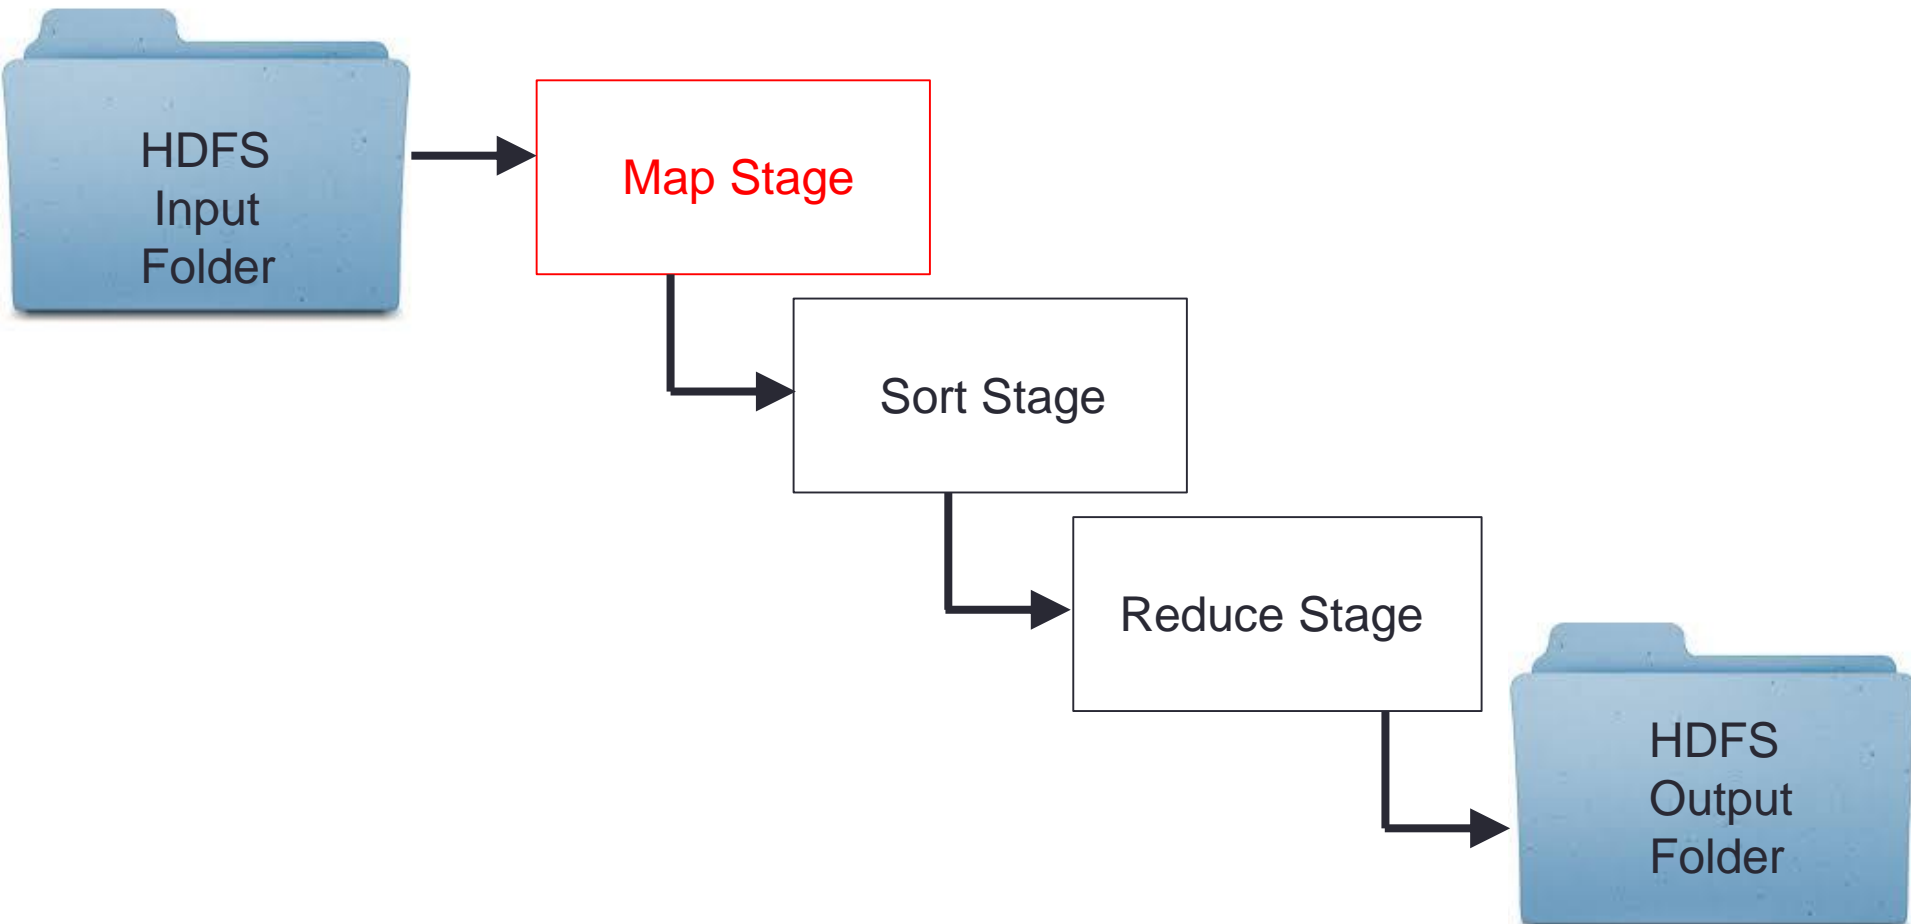 HDFS
Input
Folder
Map Stage
Sort Stage
Reduce Stage
HDFS
Output
Folder